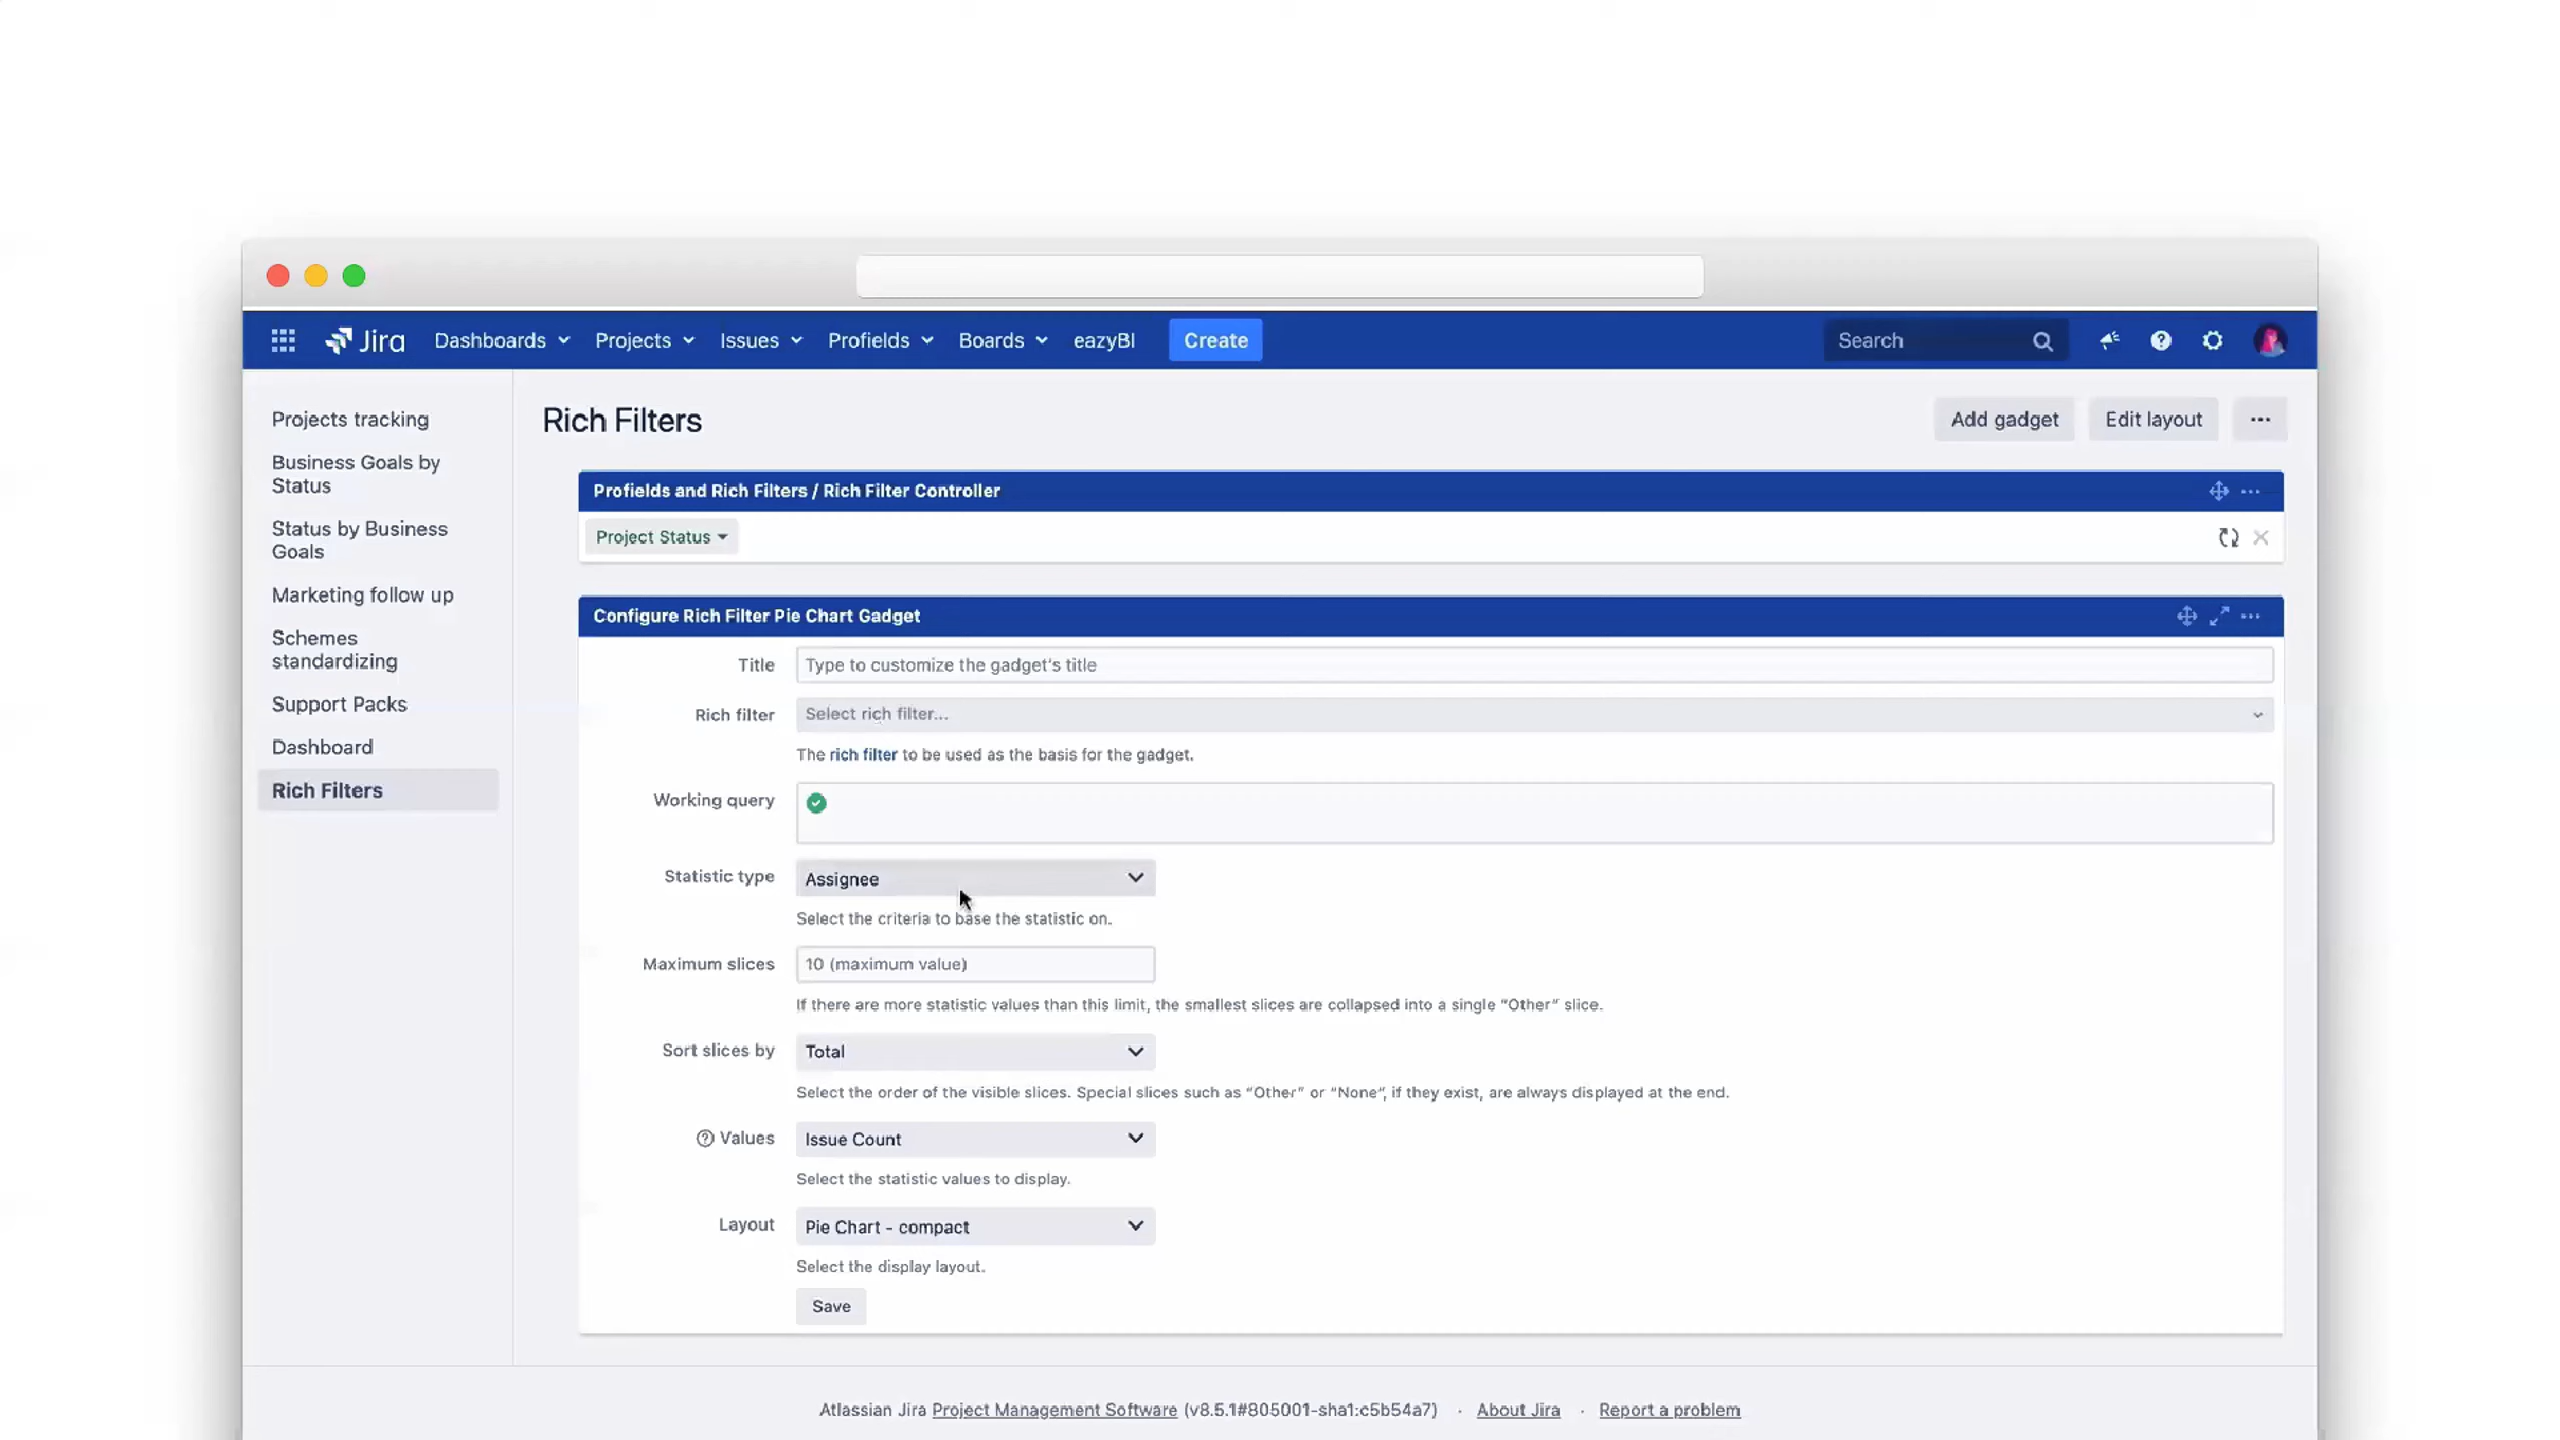 Jira Dashboards Projects Issues Profields Boards eazyBI Create Search
Projects tracking
Business Goals by
Status
Status by Business
Goals
Marketing follow up
Schemes
standardizing
Support Packs
Dashboard
Rich Filters
Rich Filters
Add gadget Edit layout
Profields and Rich Filters / Rich Filter Controller
Project Status
Configure Rich Filter Pie Chart Gadget
Title Type to customize the gadget's title
Rich filter Select rich filter...
The rich filter to be used as the basis for the gadget.
Working query
Statistic type Assignee
Select the criteria to base the statistic on.
Maximum slices 10 (maximum value)
If there are more statistic values than this limit, the smallest slices are collapsed into a single “Other” slice.
Sort slices by Total
Select the order of the visible slices. Special slices such as “Other” or “None”, if they exist, are always displayed at the end.
Values Issue Count
Select the statistic values to display.
Layout Pie Chart - compact
Select the display layout.
Save
Atlassian Jira Project Management Software (v8.5.1#805001-sha1:c5b54a7) · About Jira · Report a problem